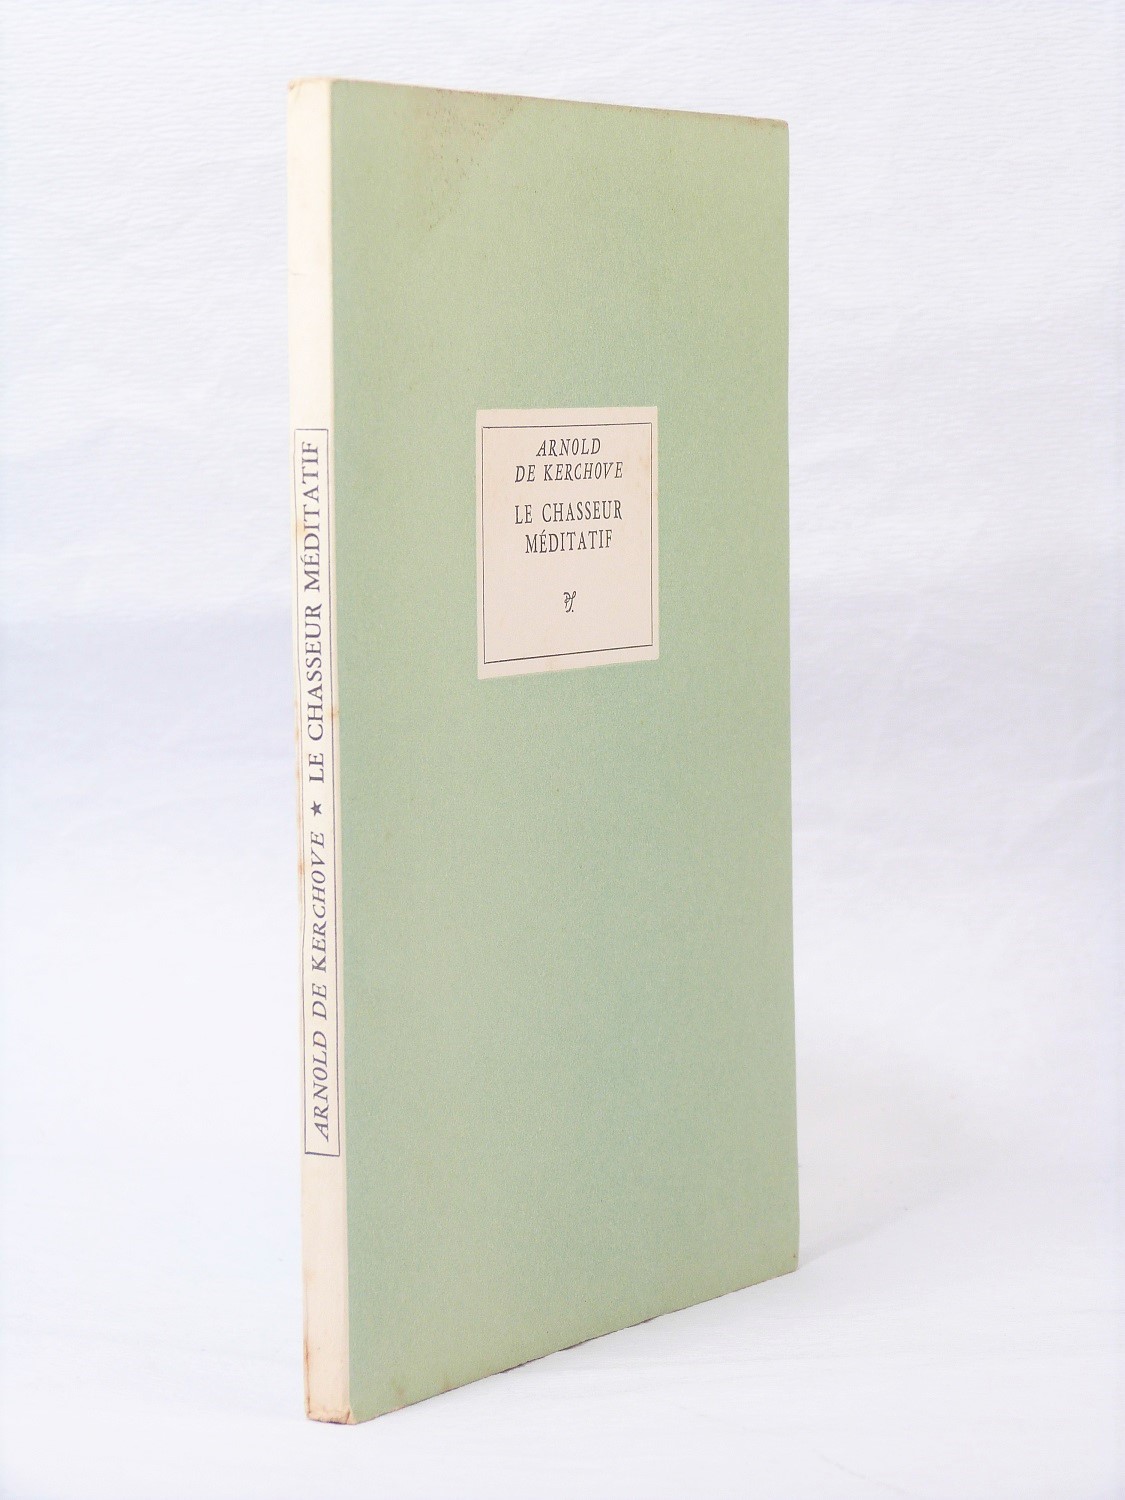 ARNOLD DE KERCHOVE ★ LE CHASSEUR MÉDITATIF
ARNOLD
DE KERCHOVE
LE CHASSEUR
MÉDITATIF